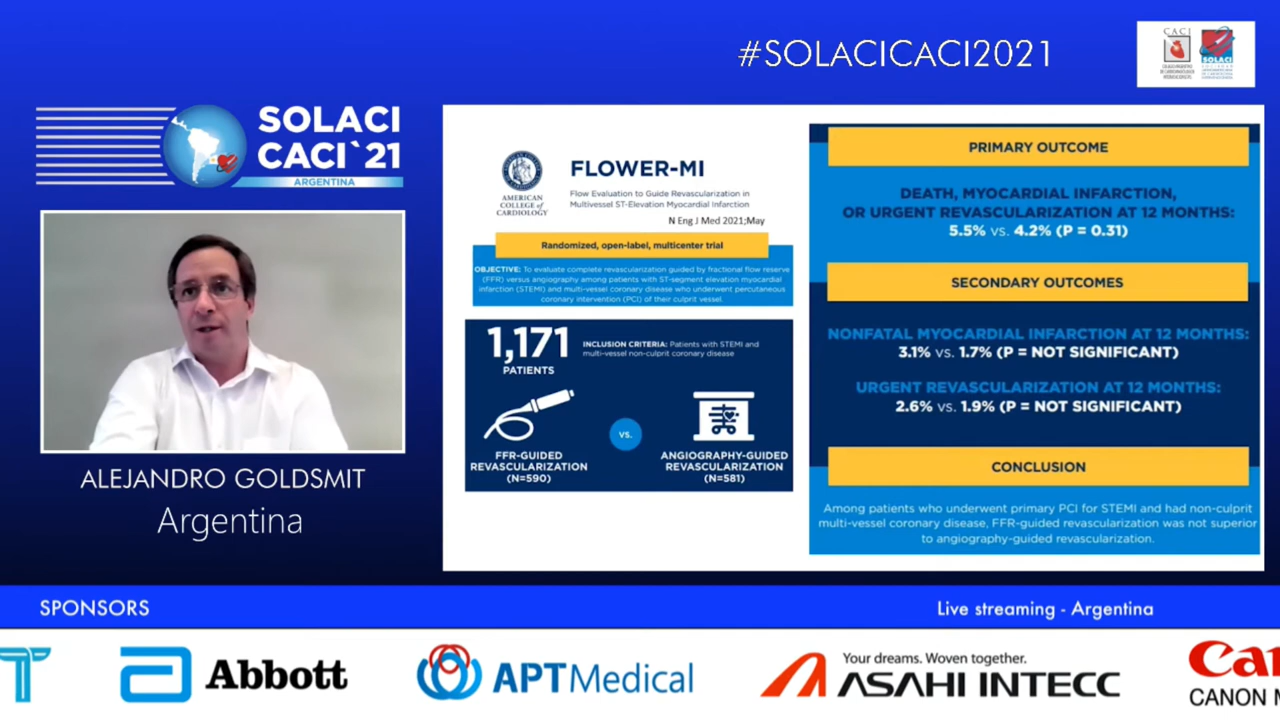 #SOLACICACI2021
CACI
SOLACI
SOLACI
CACI`21
ARGENTINA
ALEJANDRO GOLDSMIT
Argentina
AMERICAN
COLLEGE of
CARDIOLOGY
FLOWER-MI
Flow Evaluation to Guide Revascularization in
Multivessel ST-Elevation Myocardial Infarction
N Eng J Med 2021;May
Randomized, open-label, multicenter trial
OBJECTIVE: To evaluate complete revascularization guided by fractional flow reserve
(FFR) versus angiography among patients with ST-segment elevation myocardial
infarction (STEMI) and multi-vessel coronary disease who underwent percutaneous
coronary intervention (PCI) of their culprit vessel.
1,171
PATIENTS
INCLUSION CRITERIA: Patients with STEMI and
multi-vessel non-culprit coronary disease
FFR-GUIDED
REVASCULARIZATION
(N=590)
VS.
ANGIOGRAPHY-GUIDED
REVASCULARIZATION
(N=581)
PRIMARY OUTCOME
DEATH, MYOCARDIAL INFARCTION,
OR URGENT REVASCULARIZATION AT 12 MONTHS:
5.5% vs. 4.2% (P = 0.31)
SECONDARY OUTCOMES
NONFATAL MYOCARDIAL INFARCTION AT 12 MONTHS:
3.1% vs. 1.7% (P = NOT SIGNIFICANT)
URGENT REVASCULARIZATION AT 12 MONTHS:
2.6% vs. 1.9% (P = NOT SIGNIFICANT)
CONCLUSION
Among patients who underwent primary PCI for STEMI and had non-culprit
multi-vessel coronary disease, FFR-guided revascularization was not superior
to angiography-guided revascularization.
SPONSORS
Live streaming - Argentina
Abbott
APT Medical
Your dreams. Woven together.
ASAHI INTECC
Can
CANON M